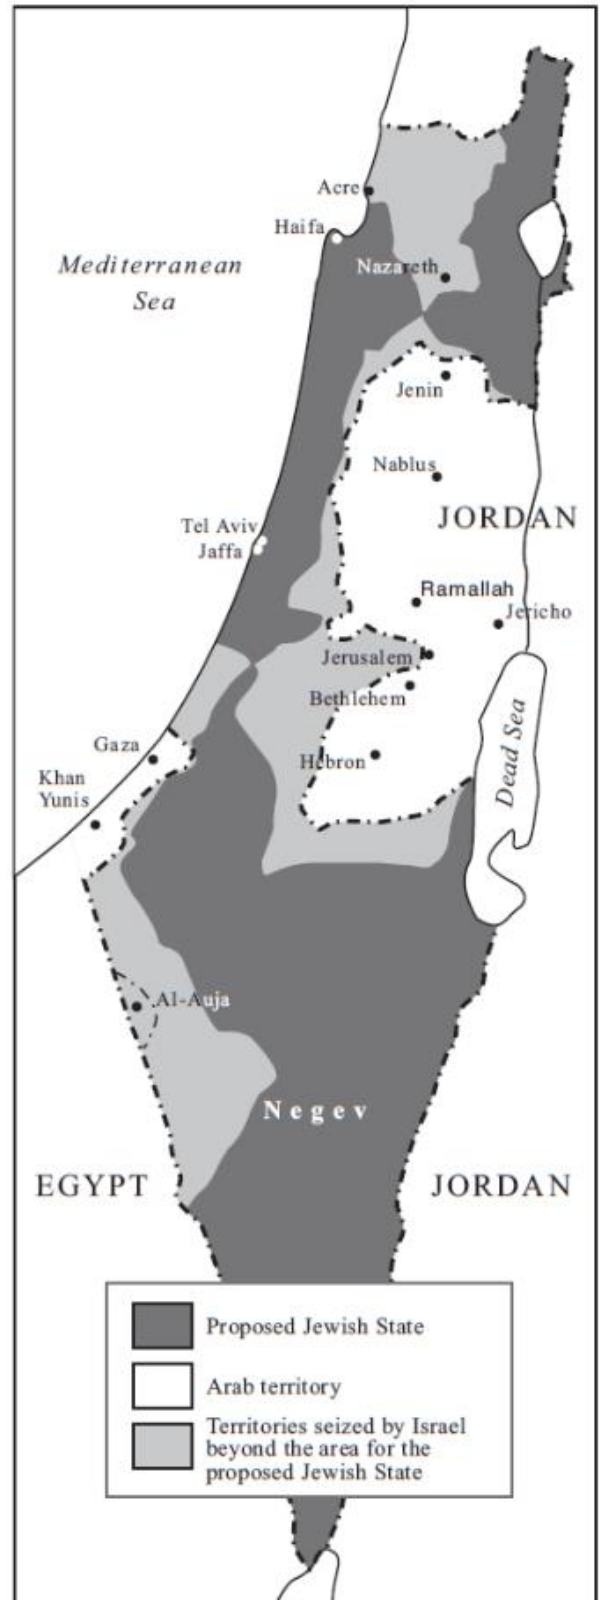 Acre
Haifa
Mediterranean
Sea
Nazareth
Jenin
Nablus
JORDAN
Tel Aviv
Jaffa
Ramallah
Jericho
Jerusalem
Bethlehem
Gaza
Hebron
Dead Sea
Khan
Yunis
Al-Auja
Negev
EGYPT
JORDAN
Proposed Jewish State
Arab territory
Territories seized by Israel
beyond the area for the
proposed Jewish State